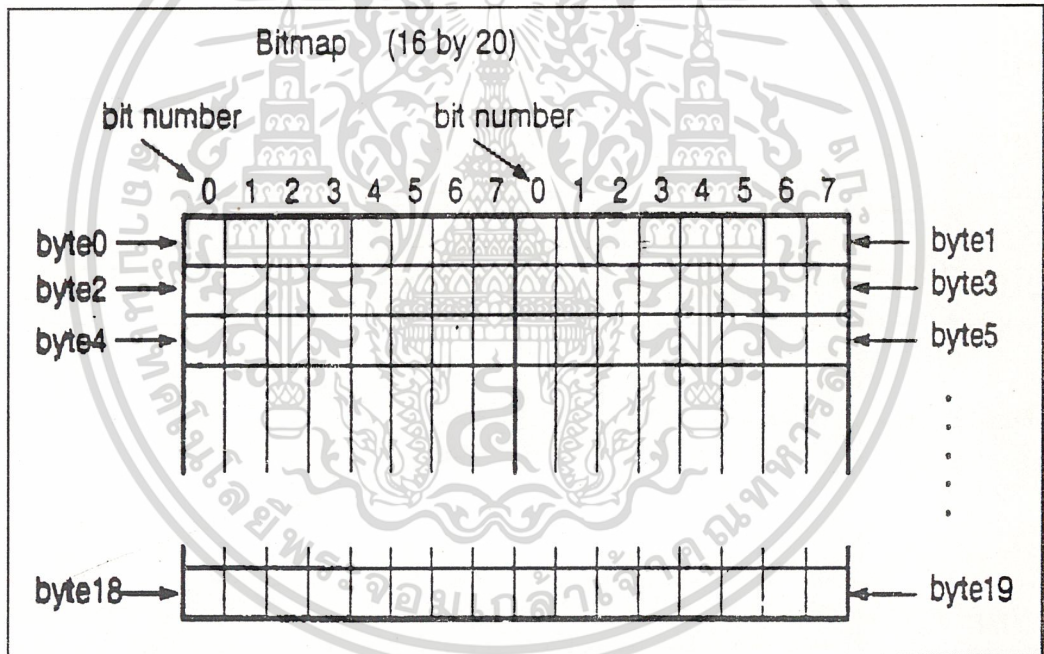 Bitmap (16 by 20)
bit number bit number
0 1 2 3 4 5 6 7 0 1 2 3 4 5 6 7
byte0 byte1
byte2 byte3
byte4 byte5
byte18 byte19